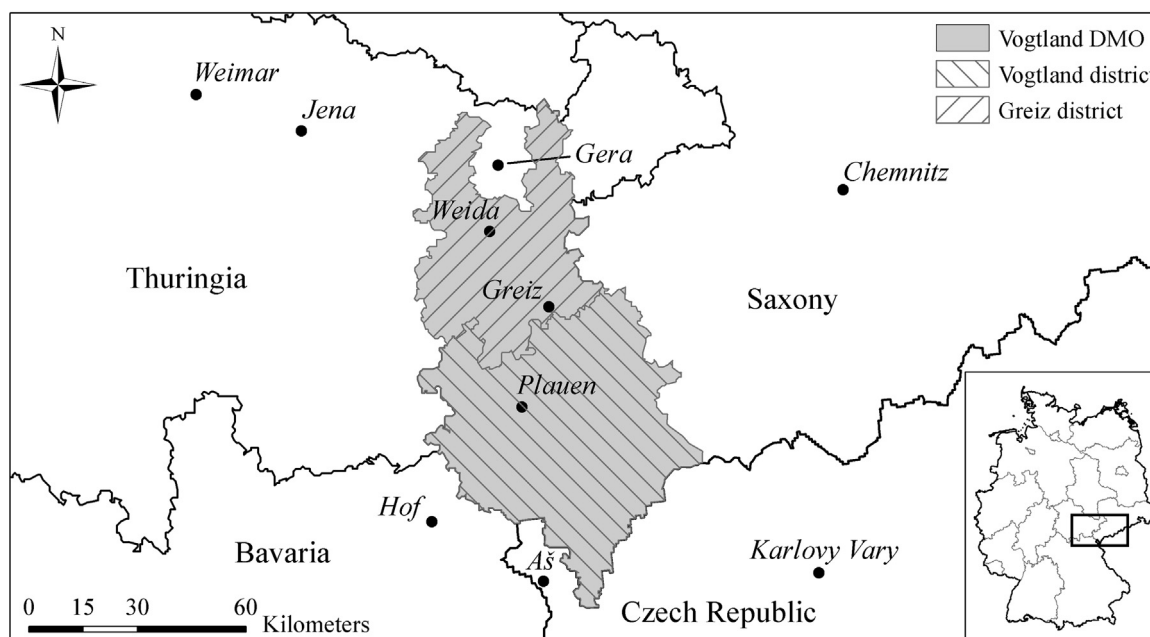 N
Weimar
Jena
Gera
Weida
Chemnitz
Thuringia
Greiz
Saxony
Plauen
Hof
Bavaria
Aš
Karlovy Vary
Czech Republic
Vogtland DMO
Vogtland district
Greiz district
0 15 30 60
Kilometers